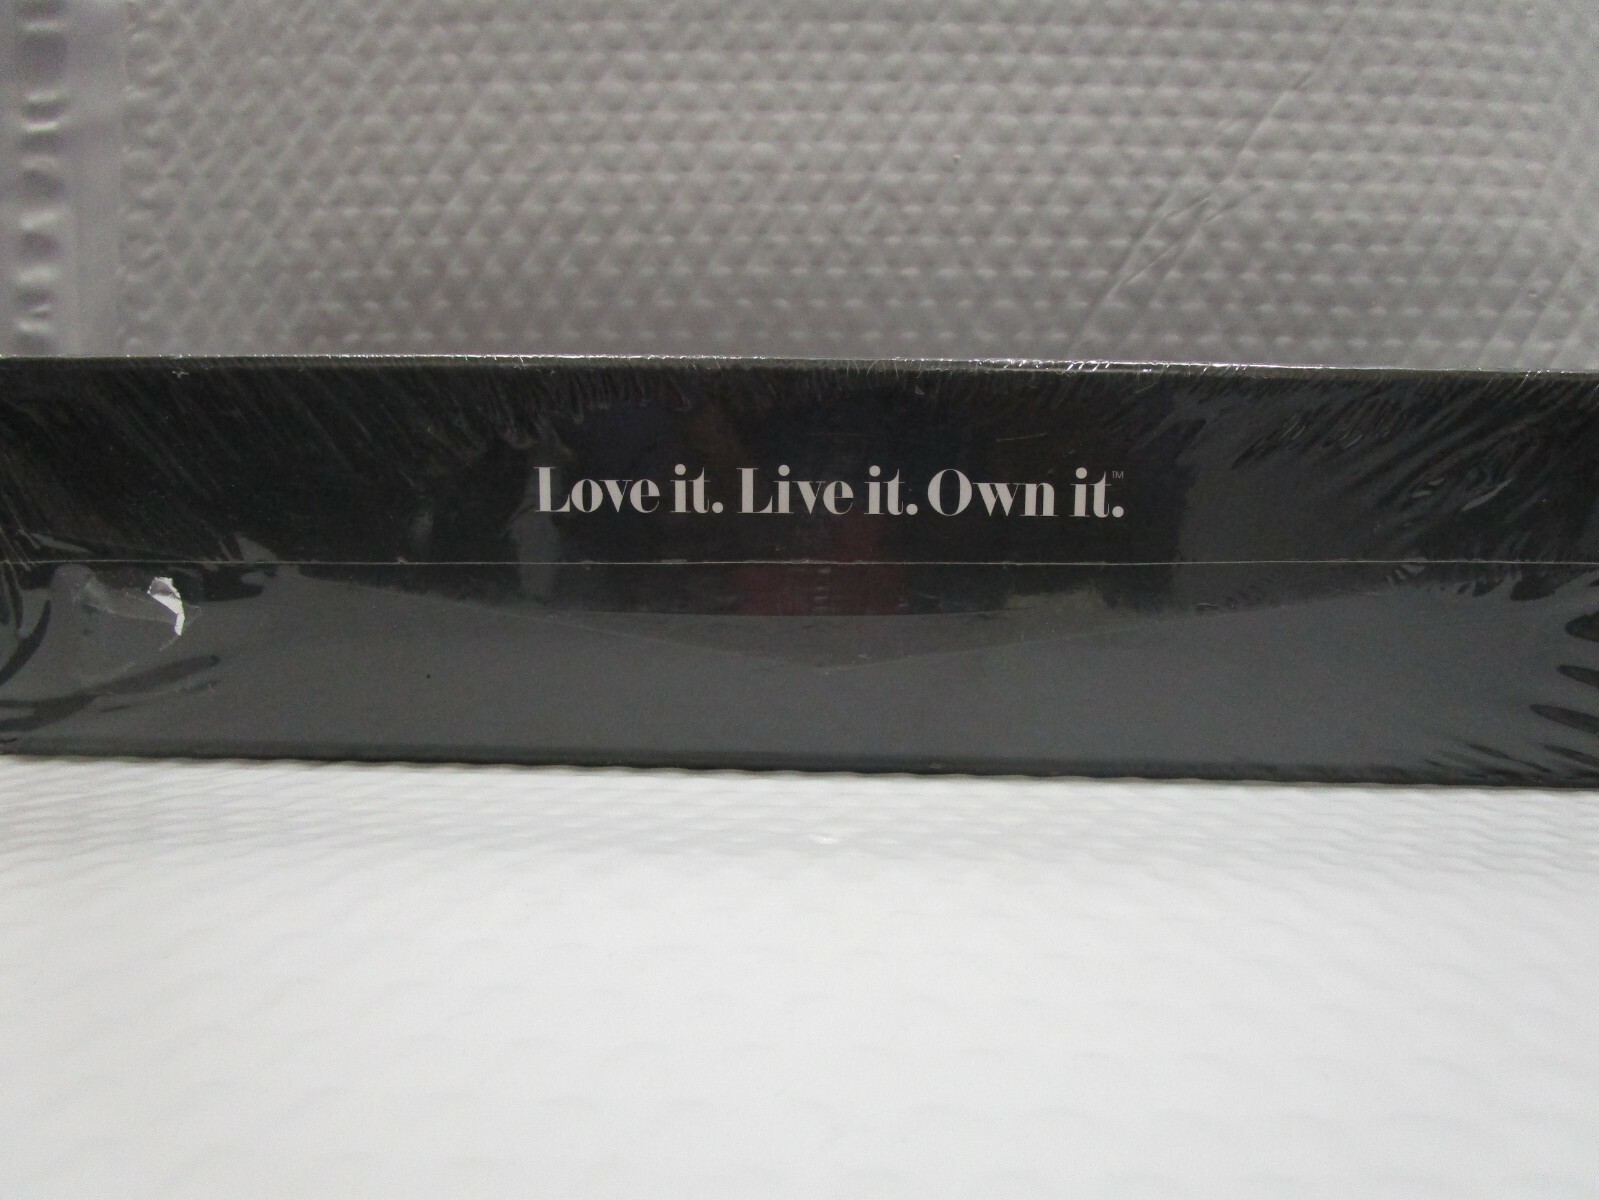 Love it. Live it. Own it.™